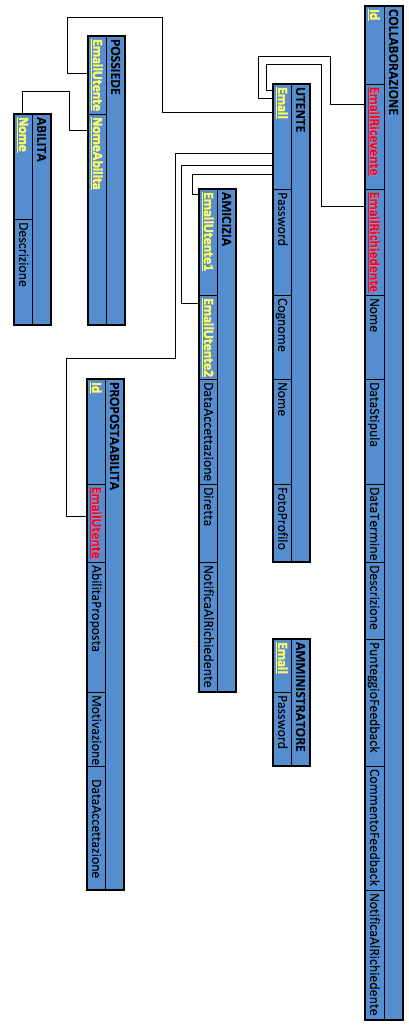 COLLABORAZIONE
Id EmailRicevente EmailRichiedente Nome DataStipula DataTermine Descrizione PunteggioFeedback CommentoFeedback NotificaAlRichiedente
UTENTE
Email Password Cognome Nome FotoProfilo
AMMINISTRATORE
Email Password
AMICIZIA
EmailUtente1 EmailUtente2 DataAccettazione Diretta NotificaAlRichiedente
POSSIEDE
EmailUtente NomeAbilita
PROPOSTAABILITA
Id EmailUtente AbilitaProposta Motivazione DataAccettazione
ABILITA
Nome Descrizione